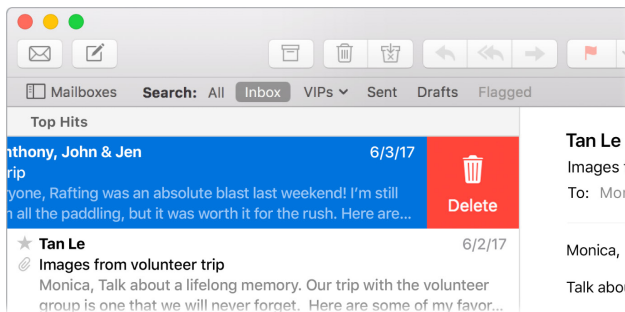 Mailboxes Search: All Inbox VIPs Sent Drafts Flagged
Top Hits
nthony, John & Jen 6/3/17
rip
ryone, Rafting was an absolute blast last weekend! I'm still
n all the paddling, but it was worth it for the rush. Here are...
Delete
Tan Le 6/2/17
Images from volunteer trip
Monica, Talk about a lifelong memory. Our trip with the volunteer
group is one that we will never forget. Here are some of my favor...
Tan Le
Images
To: Mon
Monica,
Talk abou